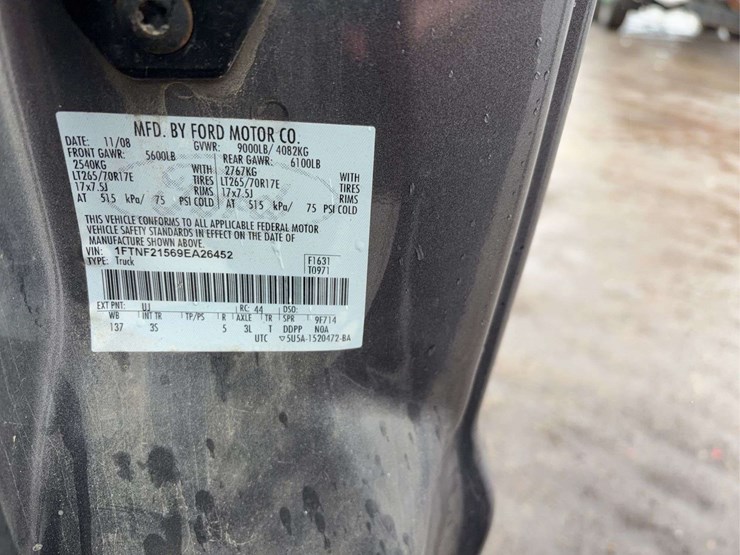 MFD. BY FORD MOTOR CO.
DATE: 11/08 GVWR: 9000LB/ 4082KG
FRONT GAWR: 5600LB REAR GAWR: 6100LB
2540KG WITH 2767KG WITH
LT265/70R17E TIRES LT265/70R17E TIRES
17x7.5J RIMS 17x7.5J RIMS
AT 515 kPa/ 75 PSI COLD AT 515 kPa/ 75 PSI COLD
THIS VEHICLE CONFORMS TO ALL APPLICABLE FEDERAL MOTOR
VEHICLE SAFETY STANDARDS IN EFFECT ON THE DATE OF
MANUFACTURE SHOWN ABOVE.
VIN: 1FTNF21569EA26452 F1631
TYPE: Truck T0971
EXT PNT: UJ RC: 44 DSO:
WB INT TR TP/PS R AXLE TR SPR 9F714
137 3S 5 3L T DDPP NOA
UTC ▽5U5A-1520472-BA